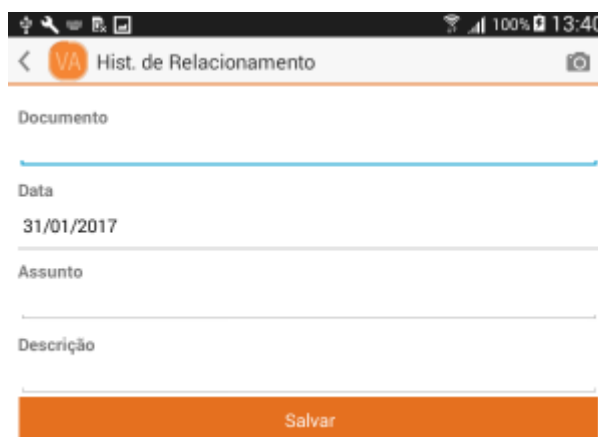 100% 13:40
VA Hist. de Relacionamento
Documento
Data
31/01/2017
Assunto
Descrição
Salvar